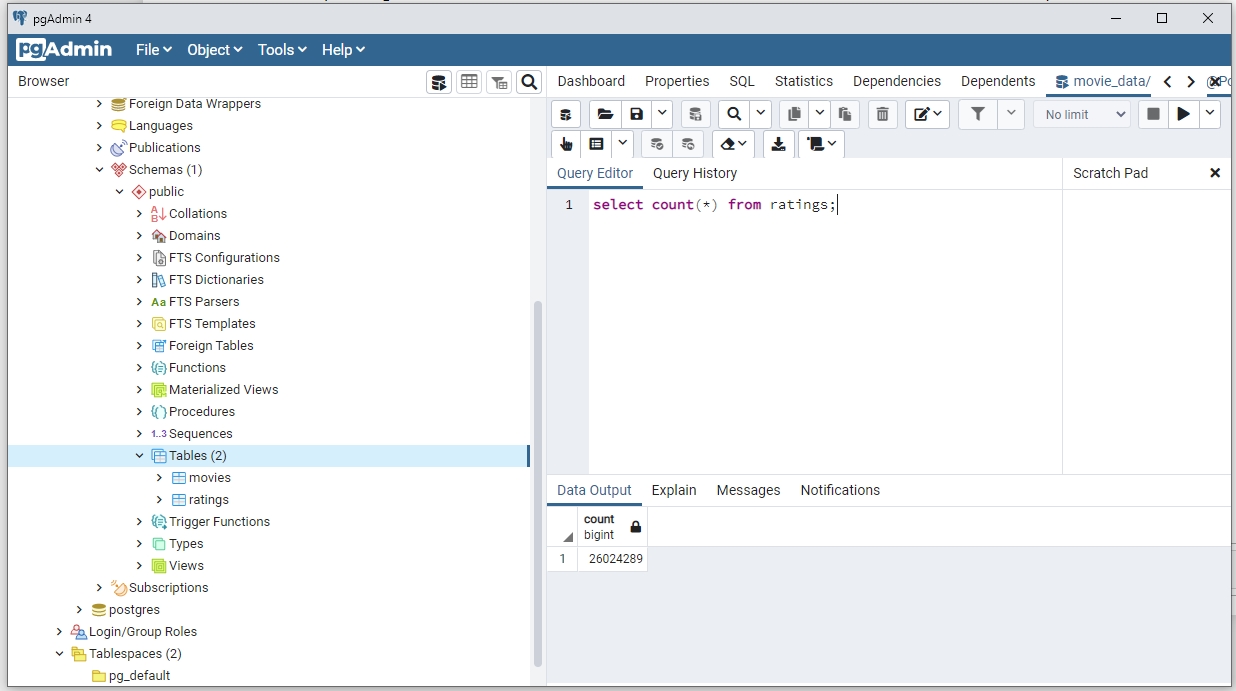 pgAdmin 4
pgAdmin File Object Tools Help
Browser
Foreign Data Wrappers
Languages
Publications
Schemas (1)
public
Collations
Domains
FTS Configurations
FTS Dictionaries
Aa FTS Parsers
FTS Templates
Foreign Tables
Functions
Materialized Views
Procedures
1..3 Sequences
Tables (2)
movies
ratings
Trigger Functions
Types
Views
Subscriptions
postgres
Login/Group Roles
Tablespaces (2)
pg_default
Dashboard Properties SQL Statistics Dependencies Dependents movie_data/
No limit
Query Editor Query History
1 select count(*) from ratings;
Scratch Pad
Data Output Explain Messages Notifications
count
bigint
1 26024289